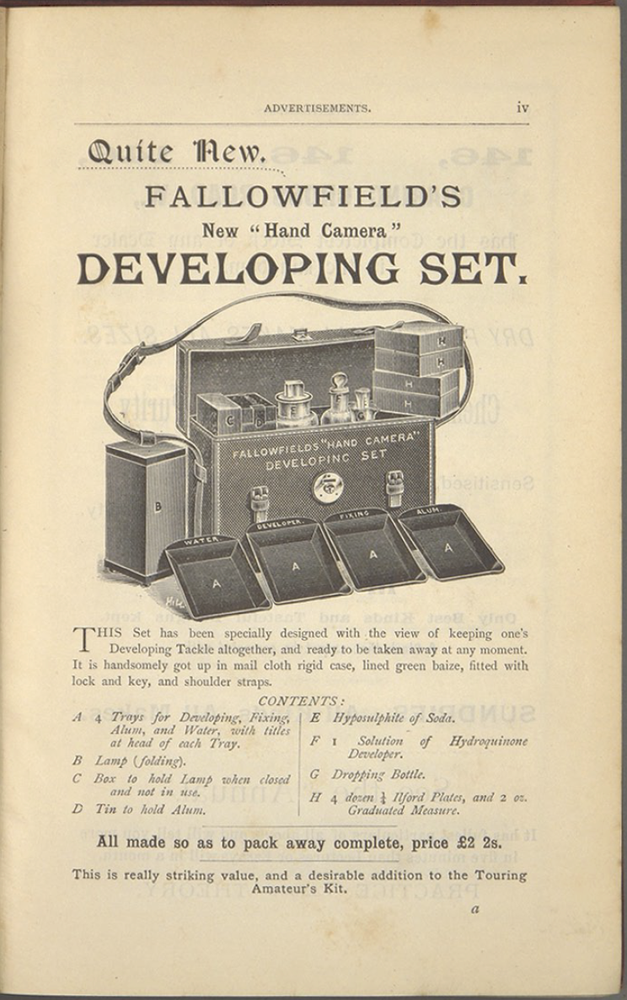 ADVERTISEMENTS. iv
Quite New.
FALLOWFIELD'S
New "Hand Camera"
DEVELOPING SET.
H
H
H
H
C D E F G
FALLOWFIELD'S "HAND CAMERA"
DEVELOPING SET
B
WATER. DEVELOPER. FIXING ALUM.
A A A A
THIS Set has been specially designed with the view of keeping one's
Developing Tackle altogether, and ready to be taken away at any moment.
It is handsomely got up in mail cloth rigid case, lined green baize, fitted with
lock and key, and shoulder straps.
CONTENTS:
A 4 Trays for Developing, Fixing,
Alum, and Water, with titles
at head of each Tray.
B Lamp (folding).
C Box to hold Lamp when closed
and not in use.
D Tin to hold Alum.
E Hyposulphite of Soda.
F 1 Solution of Hydroquinone
Developer.
G Dropping Bottle.
H 4 dozen ¼ Ilford Plates, and 2 oz.
Graduated Measure.
All made so as to pack away complete, price £2 2s.
This is really striking value, and a desirable addition to the Touring
Amateur's Kit.
a